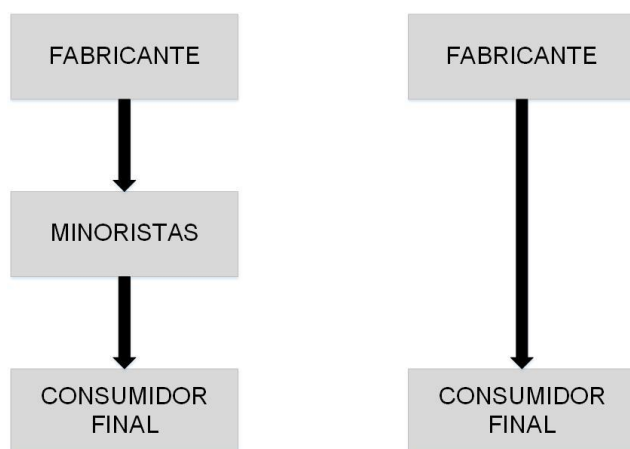 FABRICANTE
MINORISTAS
CONSUMIDOR
FINAL
FABRICANTE
CONSUMIDOR
FINAL